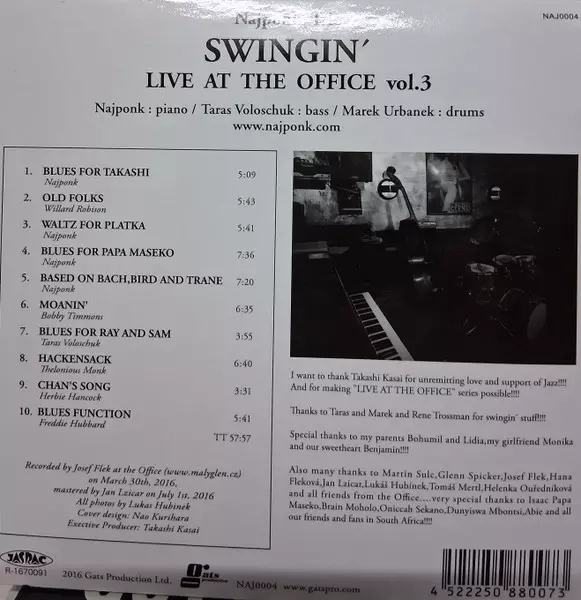 Najponk
NAJ0004
SWINGIN´
LIVE AT THE OFFICE vol.3
Najponk : piano / Taras Voloschuk : bass / Marek Urbanek : drums
www.najponk.com
1. BLUES FOR TAKASHI 5:09
Najponk
2. OLD FOLKS 5:43
Willard Robison
3. WALTZ FOR PLATKA 5:41
Najponk
4. BLUES FOR PAPA MASEKO 7:36
Najponk
5. BASED ON BACH,BIRD AND TRANE 7:20
Najponk
6. MOANIN' 6:35
Bobby Timmons
7. BLUES FOR RAY AND SAM 3:55
Taras Voloschuk
8. HACKENSACK 6:40
Thelonious Monk
9. CHAN'S SONG 3:31
Herbie Hancock
10. BLUES FUNCTION 5:41
Freddie Hubbard
TT 57:57
Recorded by Josef Flek at the Office (www.malyglen.cz)
on March 30th, 2016,
mastered by Jan Lzicar on July 1st, 2016
All photos by Lukas Hubinek
Cover design: Nao Kurihara
Exective Producer: Takashi Kasai
I want to thank Takashi Kasai for unremitting love and support of Jazz!!!!
And for making "LIVE AT THE OFFICE" series possible!!!!
Thanks to Taras and Marek and Rene Trossman for swingin' stuff!!!!
Special thanks to my parents Bohumil and Lidia,my girlfriend Monika
and our sweetheart Benjamin!!!!
Also many thanks to Martin Sulc,Glenn Spicker,Josef Flek,Hana
Fleková,Jan Lzicar,Lukáš Hubínek,Tomáš Mertl,Helenka Ouředníková
and all friends from the Office....very special thanks to Isaac Papa
Maseko,Brain Moholo,Oniccah Sekano,Dunyiswa Mbontsi,Abie and all
our friends and fans in South Africa!!!!
JASRAC
R-1670091
2016 Gats Production Ltd.
gats
production
NAJ0004 www.gatspro.com
4 522250 880073